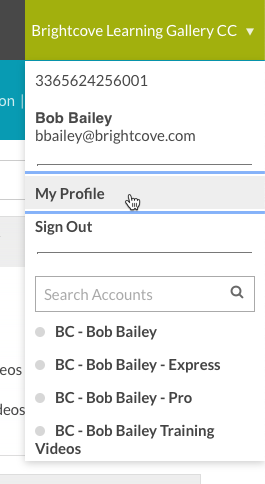 Brightcove Learning Gallery CC
on |
3365624256001
Bob Bailey
bbailey@brightcove.com
My Profile
Sign Out
Search Accounts
BC - Bob Bailey
BC - Bob Bailey - Express
eos
BC - Bob Bailey - Pro
deos
BC - Bob Bailey Training
Videos